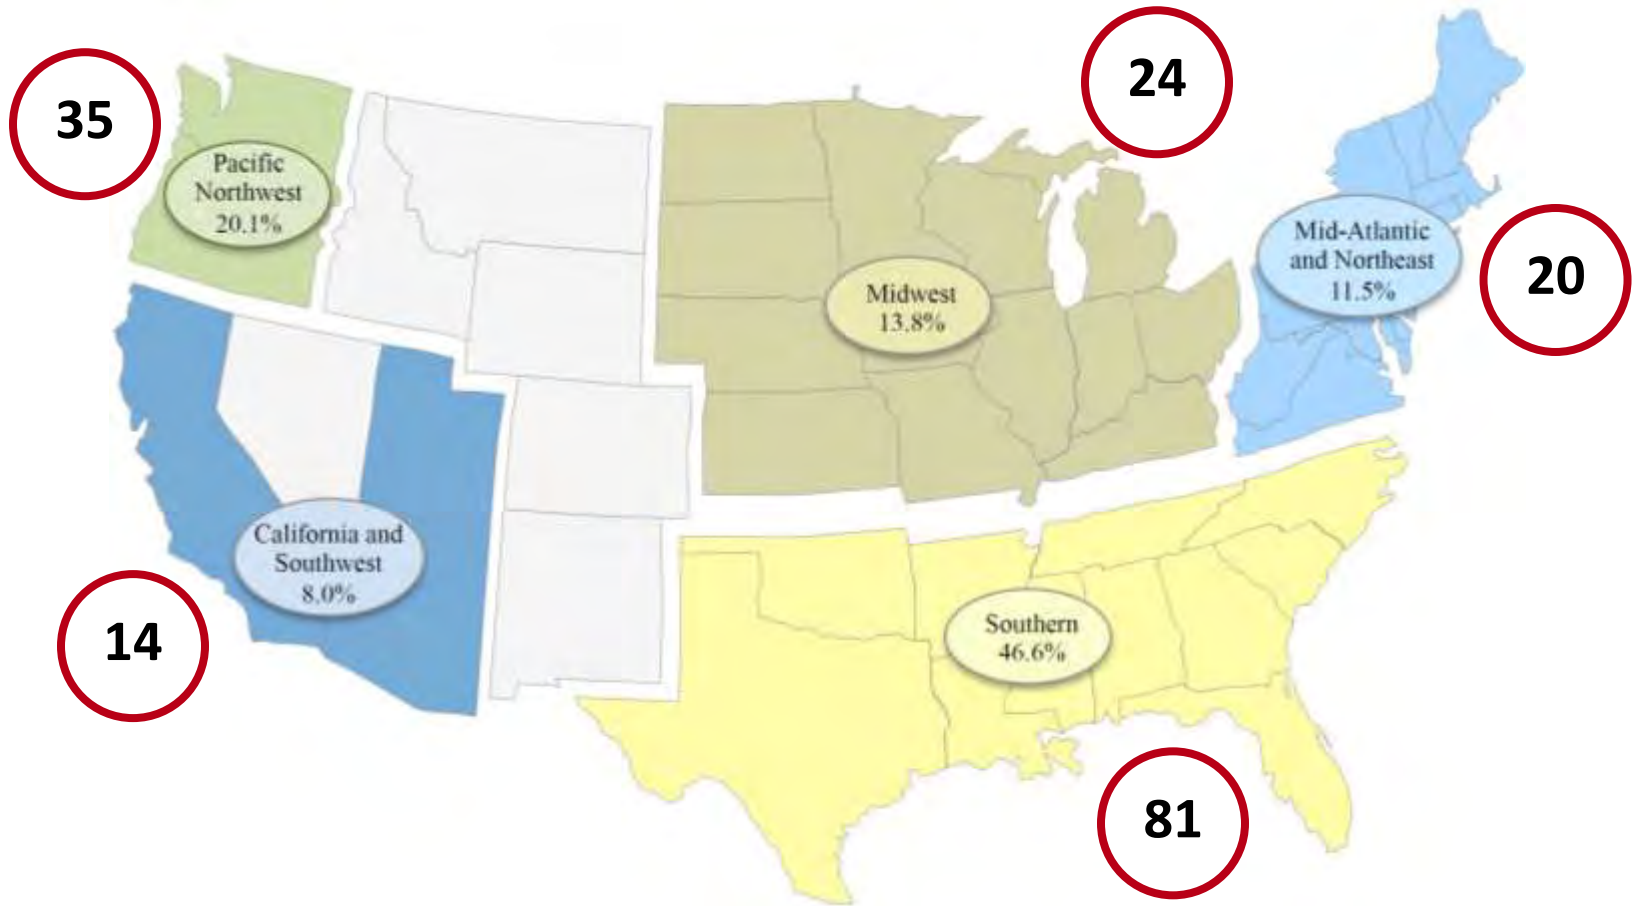 35
Pacific
Northwest
20.1%
24
Midwest
13.8%
Mid-Atlantic
and Northeast
11.5%
20
California and
Southwest
8.0%
14
Southern
46.6%
81